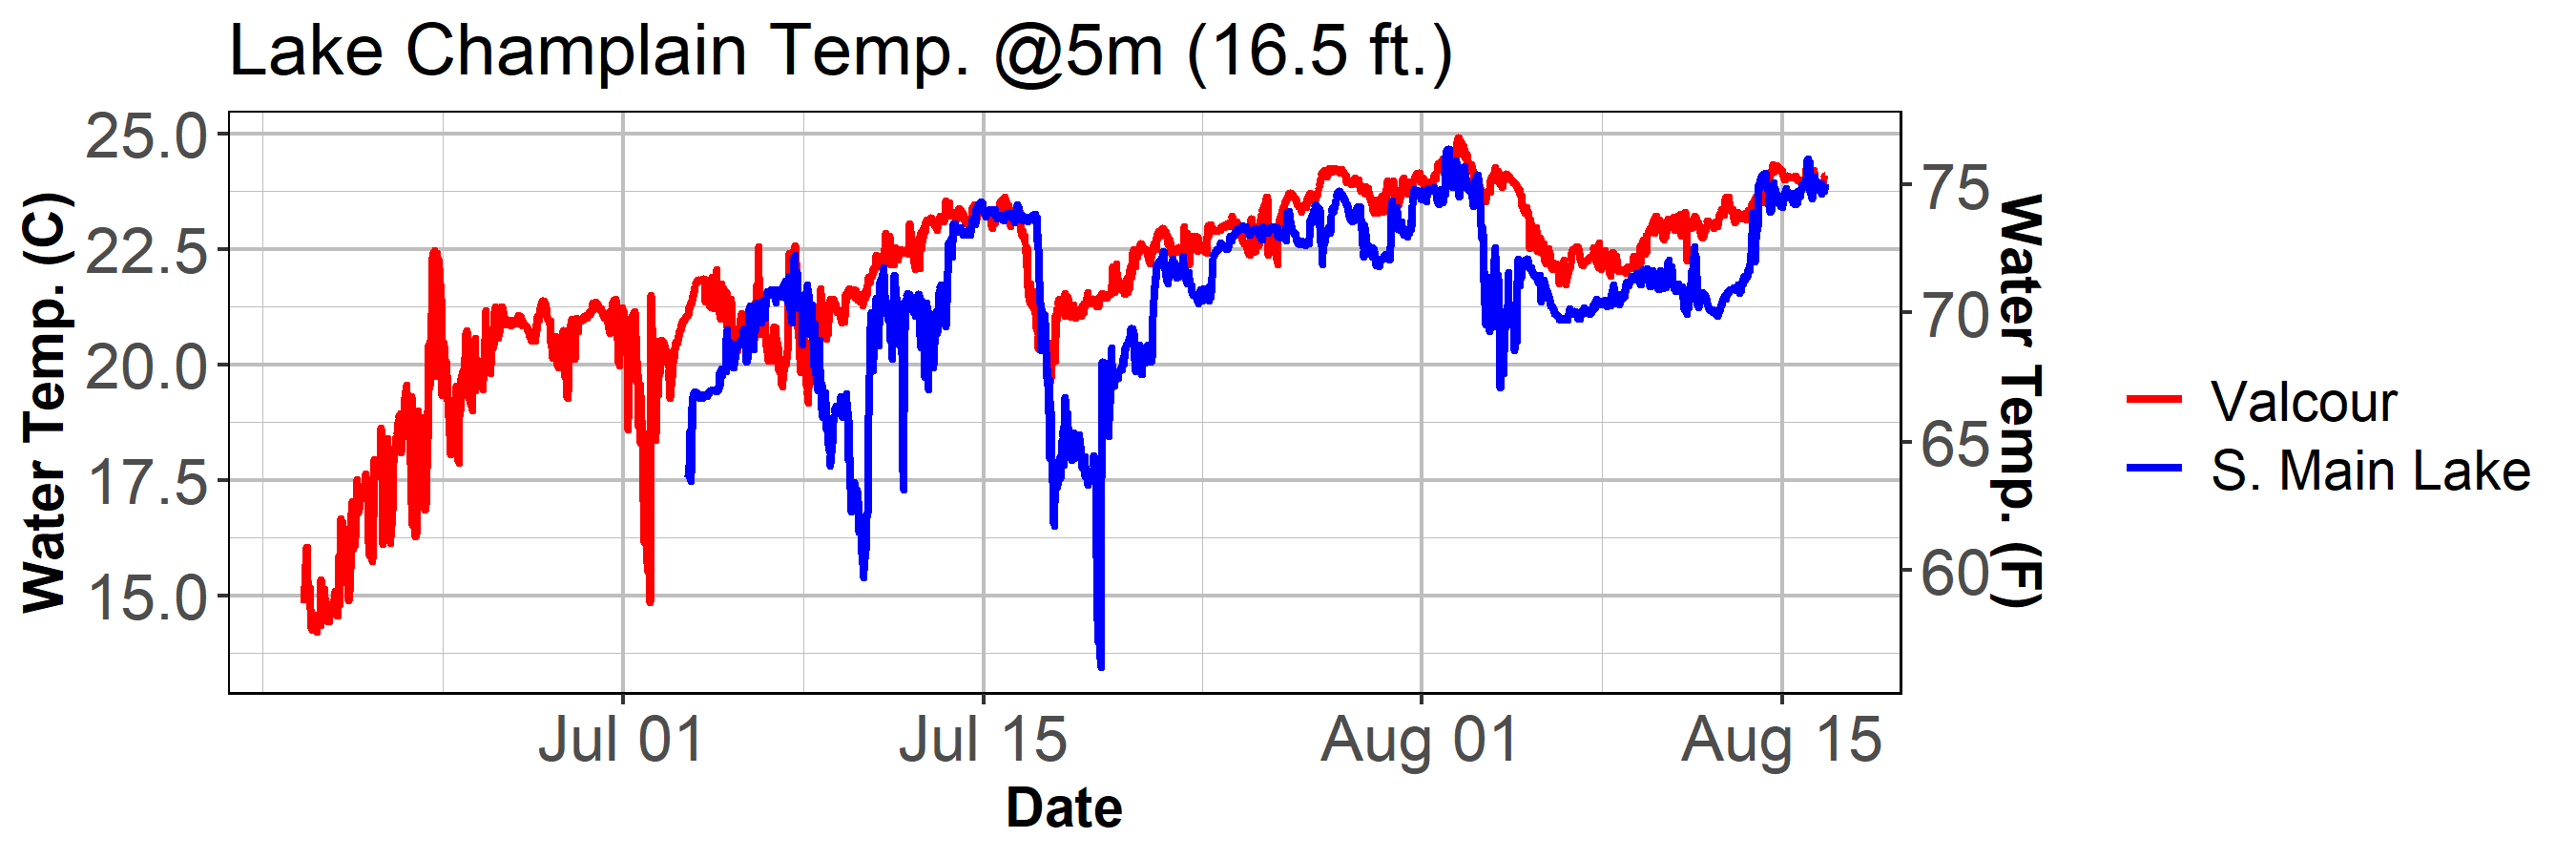 Lake Champlain Temp. @5m (16.5 ft.)
Water Temp. (C)
25.0
22.5
20.0
17.5
15.0
75
70
65
60
Water Temp. (F)
Jul 01
Jul 15
Aug 01
Aug 15
Date
Valcour
S. Main Lake